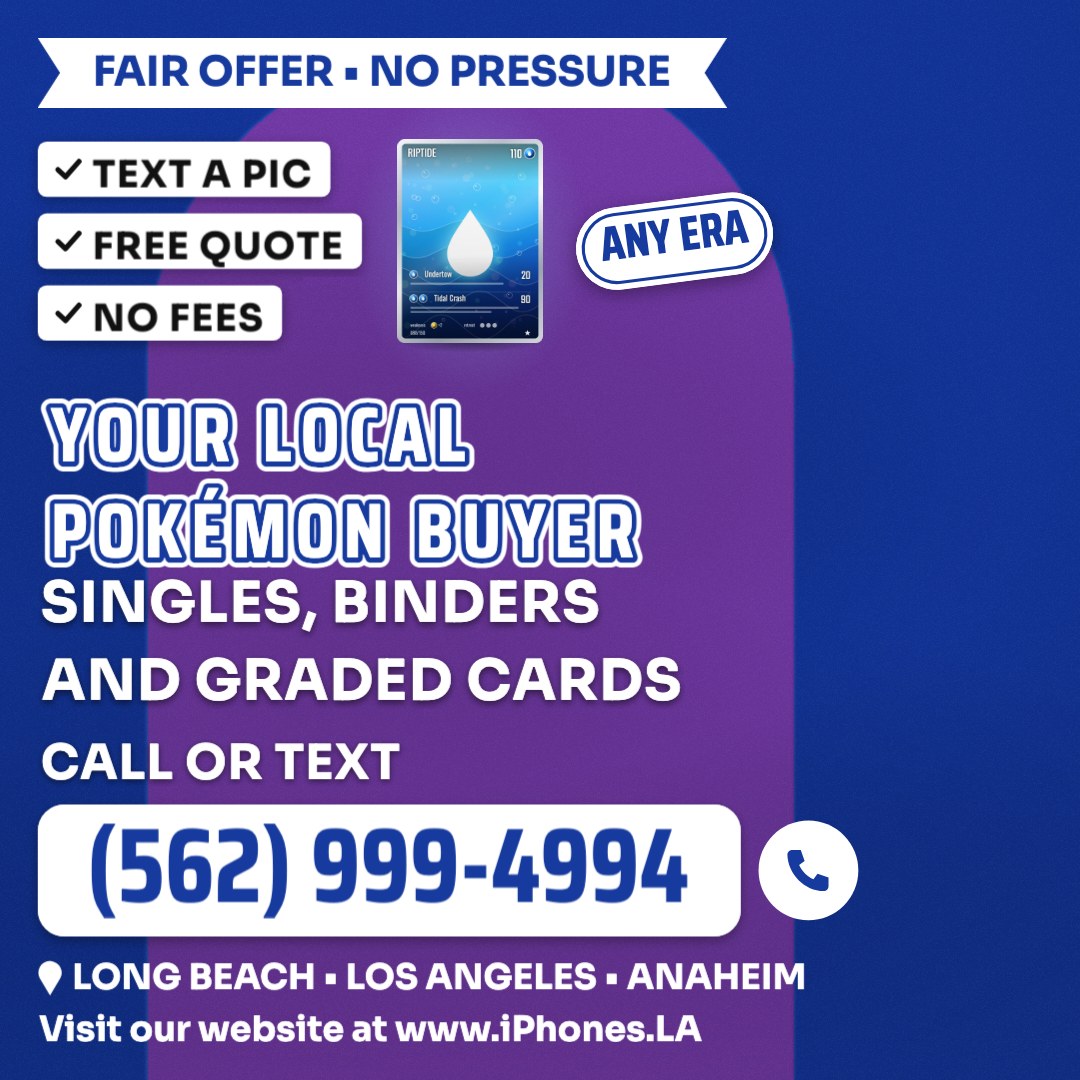 FAIR OFFER ▪ NO PRESSURE
TEXT A PIC
FREE QUOTE
NO FEES
RIPTIDE 110
Undertow 20
Tidal Crash 90
weakness
retreat
ANY ERA
YOUR LOCAL
POKÉMON BUYER
SINGLES, BINDERS
AND GRADED CARDS
CALL OR TEXT
(562) 999-4994
LONG BEACH ▪ LOS ANGELES ▪ ANAHEIM
Visit our website at www.iPhones.LA